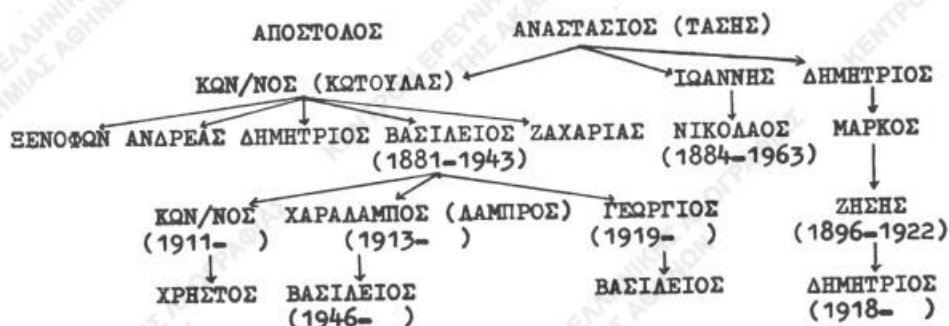 ΑΠΟΣΤΟΛΟΣ ΑΝΑΣΤΑΣΙΟΣ (ΤΑΣΗΣ)
ΚΩΝ/ΝΟΣ (ΚΩΤΟΥΛΑΣ) ΙΩΑΝΝΗΣ ΔΗΜΗΤΡΙΟΣ
ΞΕΝΟΦΩΝ ΑΝΔΡΕΑΣ ΔΗΜΗΤΡΙΟΣ ΒΑΣΙΛΕΙΟΣ ΖΑΧΑΡΙΑΣ ΝΙΚΟΛΑΟΣ ΜΑΡΚΟΣ
(1881-1943) (1884-1963)
ΚΩΝ/ΝΟΣ ΧΑΡΑΛΑΜΠΟΣ (ΛΑΜΠΡΟΣ) ΓΕΩΡΓΙΟΣ ΖΗΣΗΣ
(1911- ) (1913- ) (1919- ) (1896-1922)
ΧΡΗΣΤΟΣ ΒΑΣΙΛΕΙΟΣ ΒΑΣΙΛΕΙΟΣ ΔΗΜΗΤΡΙΟΣ
(1946- ) (1918- )